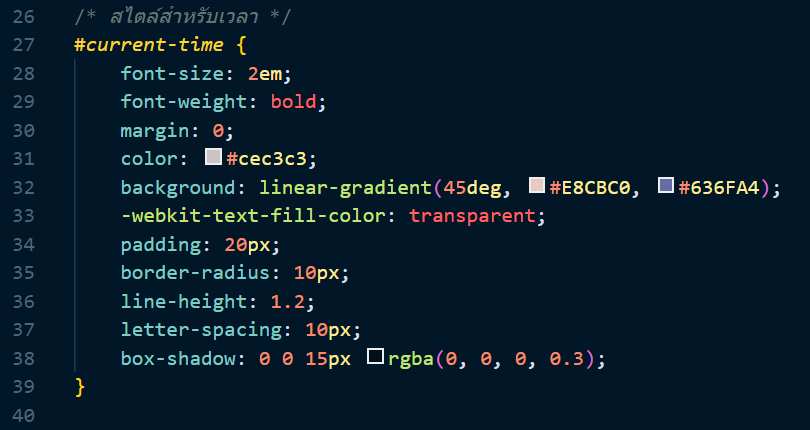 26 /* สไตล์สำหรับเวลา */
27 #current-time {
28 font-size: 2em;
29 font-weight: bold;
30 margin: 0;
31 color: #cec3c3;
32 background: linear-gradient(45deg, #E8CBC0, #636FA4);
33 -webkit-text-fill-color: transparent;
34 padding: 20px;
35 border-radius: 10px;
36 line-height: 1.2;
37 letter-spacing: 10px;
38 box-shadow: 0 0 15px rgba(0, 0, 0, 0.3);
39 }
40